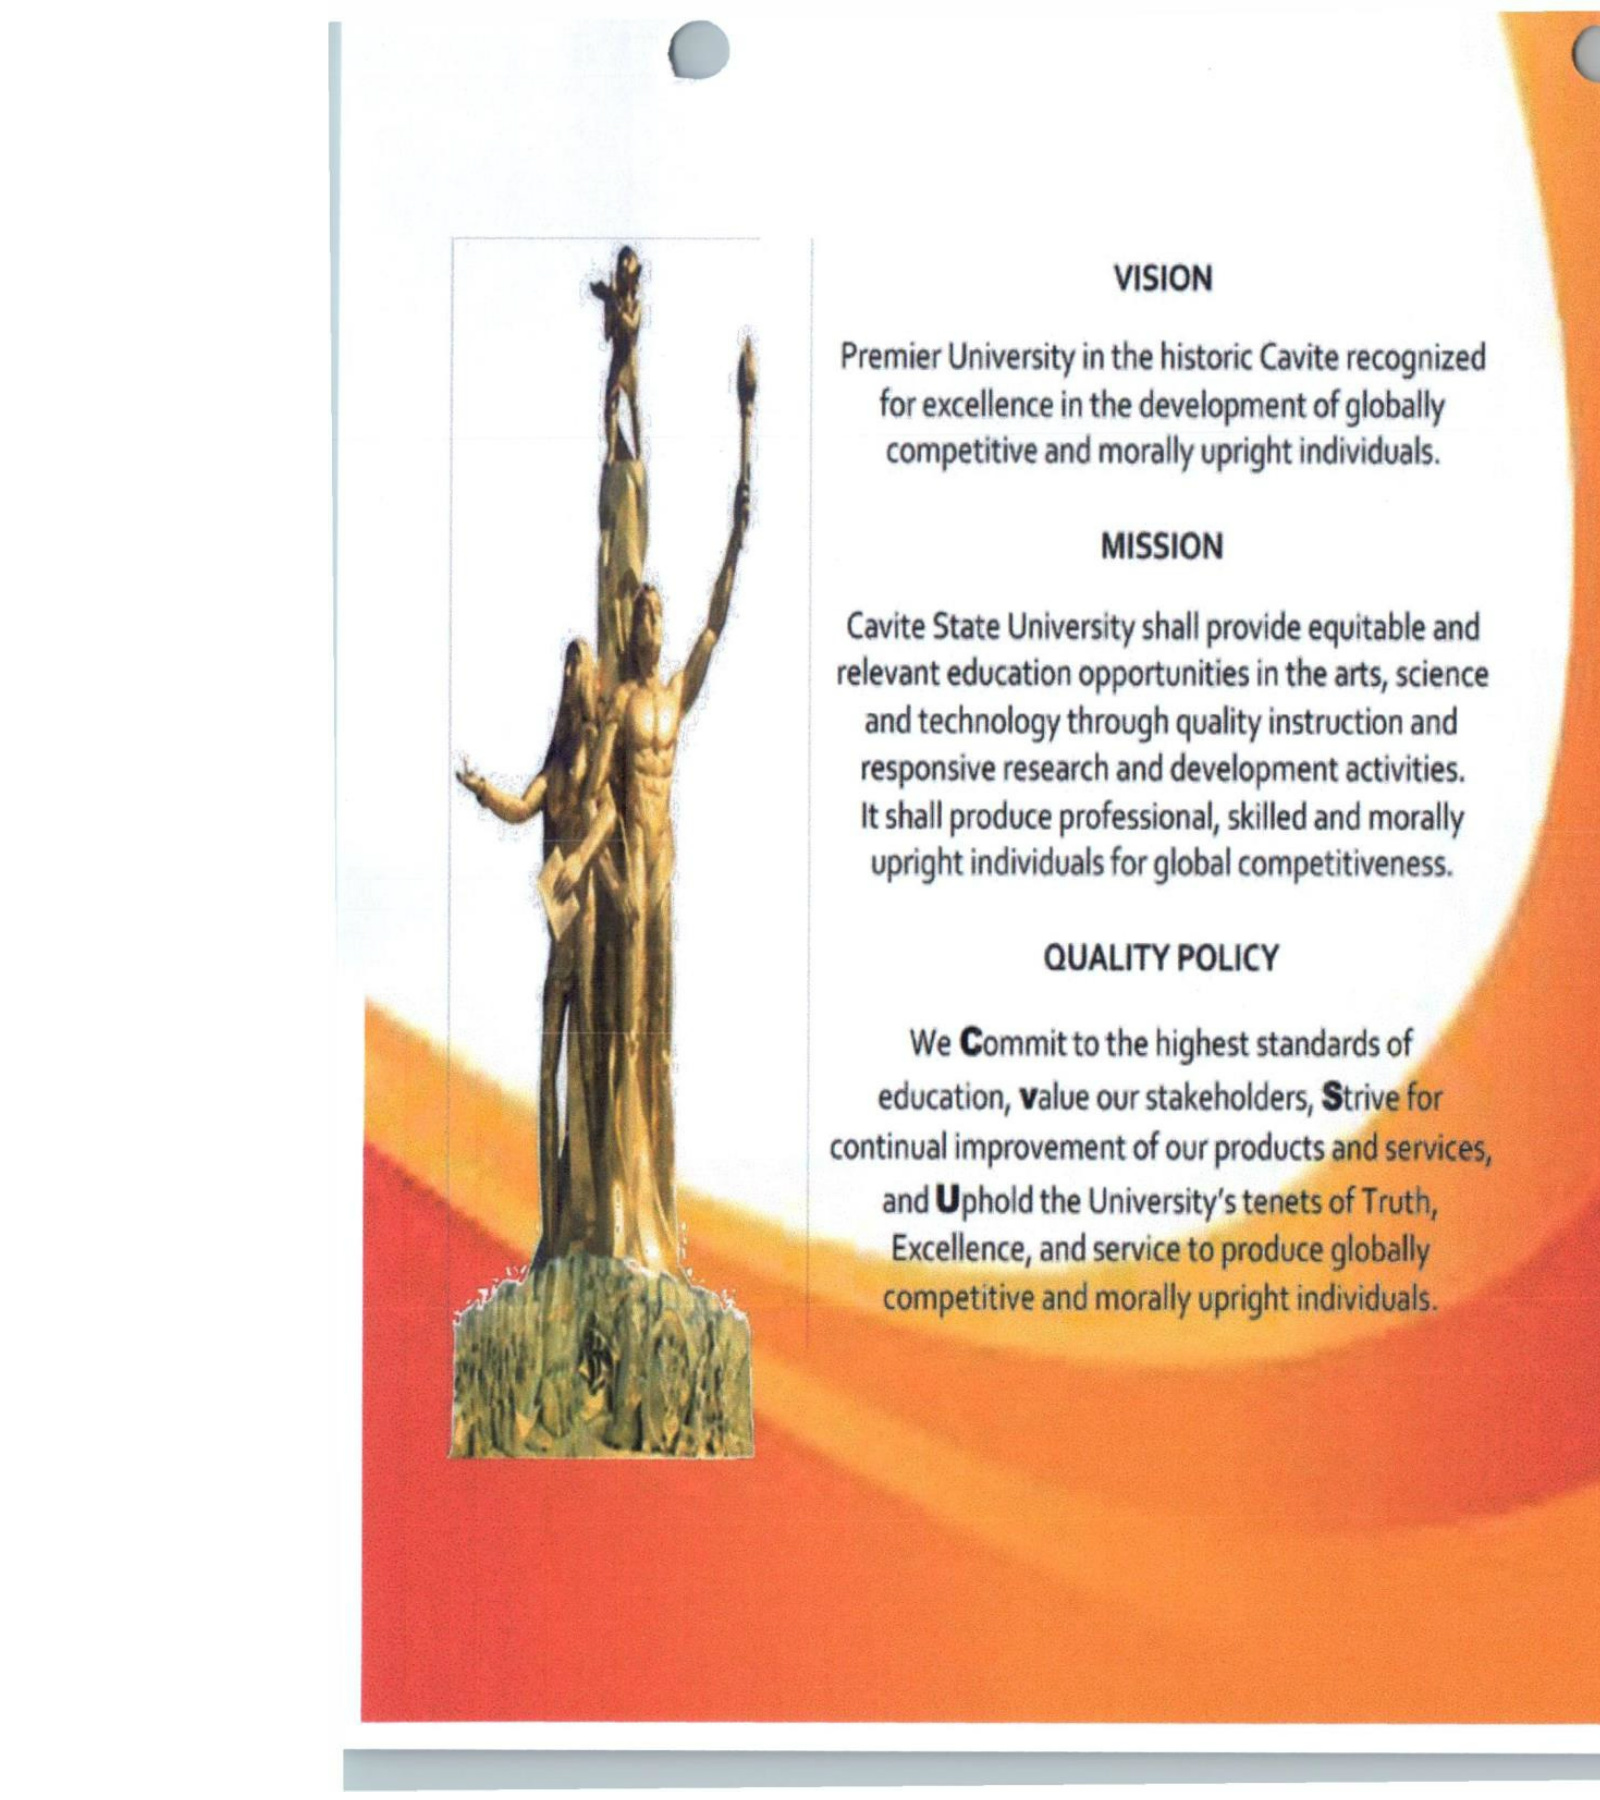 VISION
Premier University in the historic Cavite recognized
for excellence in the development of globally
competitive and morally upright individuals.
MISSION
Cavite State University shall provide equitable and
relevant education opportunities in the arts, science
and technology through quality instruction and
responsive research and development activities.
It shall produce professional, skilled and morally
upright individuals for global competitiveness.
QUALITY POLICY
We Commit to the highest standards of
education, value our stakeholders, Strive for
continual improvement of our products and services,
and Uphold the University's tenets of Truth,
Excellence, and service to produce globally
competitive and morally upright individuals.